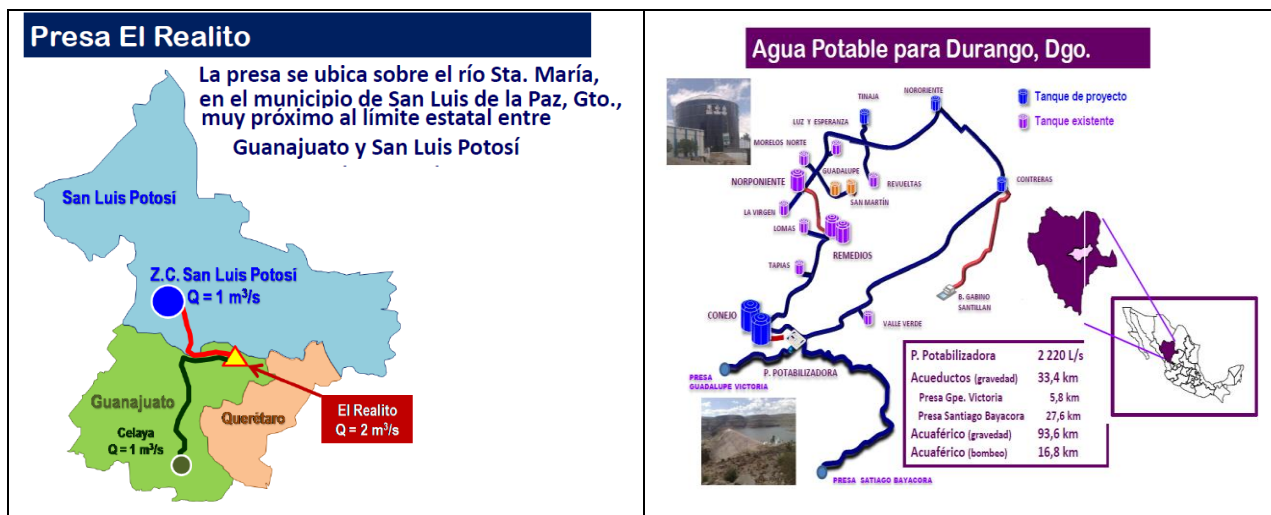 Presa El Realito
La presa se ubica sobre el río Sta. María,
en el municipio de San Luis de la Paz, Gto.,
muy próximo al límite estatal entre
Guanajuato y San Luis Potosí
San Luis Potosí
Z.C. San Luis Potosí
Q = 1 m³/s
Guanajuato
Querétaro
Celaya
Q = 1 m³/s
El Realito
Q = 2 m³/s
Agua Potable para Durango, Dgo.
Tanque de proyecto
Tanque existente
NORORIENTE
TINAJA
LUZ Y ESPERANZA
MORELOS NORTE
GUADALUPE
NORPONIENTE
REVUELTAS
CONTRERAS
SAN MARTÍN
LA VIRGEN
LOMAS
REMEDIOS
TAPIAS
B. GABINO
SANTILLAN
CONEJO
VALLE VERDE
P. POTABILIZADORA
PRESA
GUADALUPE VICTORIA
PRESA SATIAGO BAYACORA
P. Potabilizadora 2 220 L/s
Acueductos (gravedad) 33,4 km
Presa Gpe. Victoria 5,8 km
Presa Santiago Bayacora 27,6 km
Acuaférico (gravedad) 93,6 km
Acuaférico (bombeo) 16,8 km